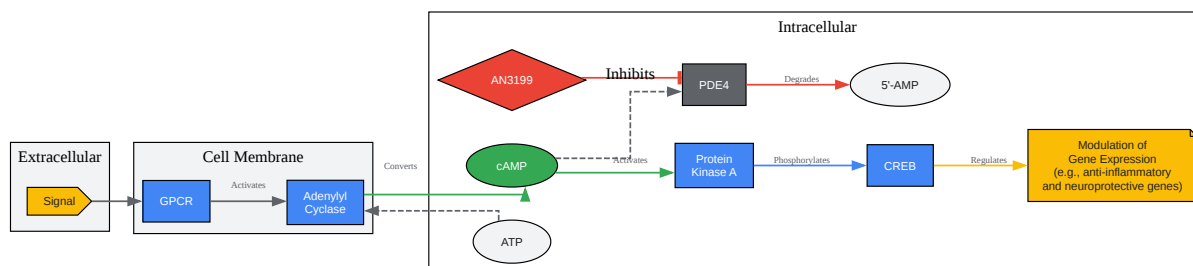 Intracellular
AN3199
Inhibits
PDE4
Degrades
5'-AMP
Extracellular
Signal
Cell Membrane
GPCR
Activates
Adenylyl
Cyclase
Converts
cAMP
Activates
Protein
Kinase A
Phosphorylates
CREB
Regulates
Modulation of
Gene Expression
(e.g., anti-inflammatory
and neuroprotective genes)
ATP